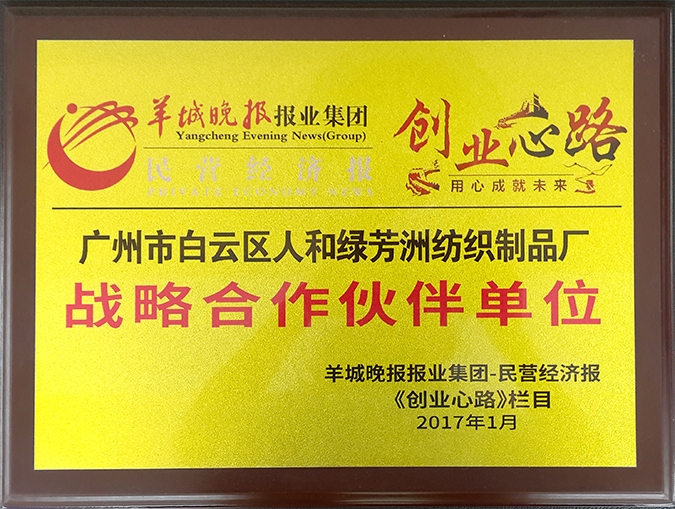 羊城晚报报业集团
Yangcheng Evening News(Group)
民营经济报
PRIVATE ECONOMY NEWS
创业心路
用心成就未来
广州市白云区人和绿芳洲纺织制品厂
战略合作伙伴单位
羊城晚报报业集团-民营经济报
《创业心路》栏目
2017年1月